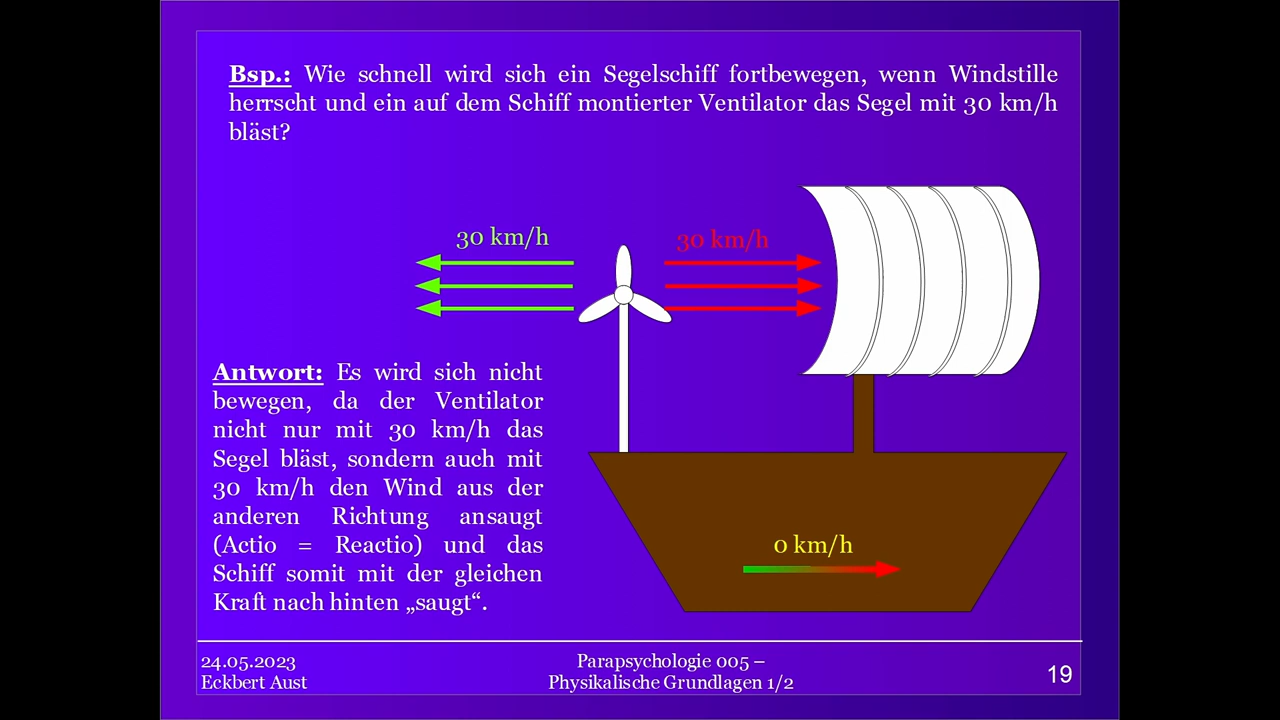 Bsp.: Wie schnell wird sich ein Segelschiff fortbewegen, wenn Windstille
herrscht und ein auf dem Schiff montierter Ventilator das Segel mit 30 km/h
bläst?
30 km/h
30 km/h
Antwort: Es wird sich nicht
bewegen, da der Ventilator
nicht nur mit 30 km/h das
Segel bläst, sondern auch mit
30 km/h den Wind aus der
anderen Richtung ansaugt
(Actio = Reactio) und das
Schiff somit mit der gleichen
Kraft nach hinten „saugt“.
0 km/h
24.05.2023
Eckbert Aust
Parapsychologie 005 –
Physikalische Grundlagen 1/2
19